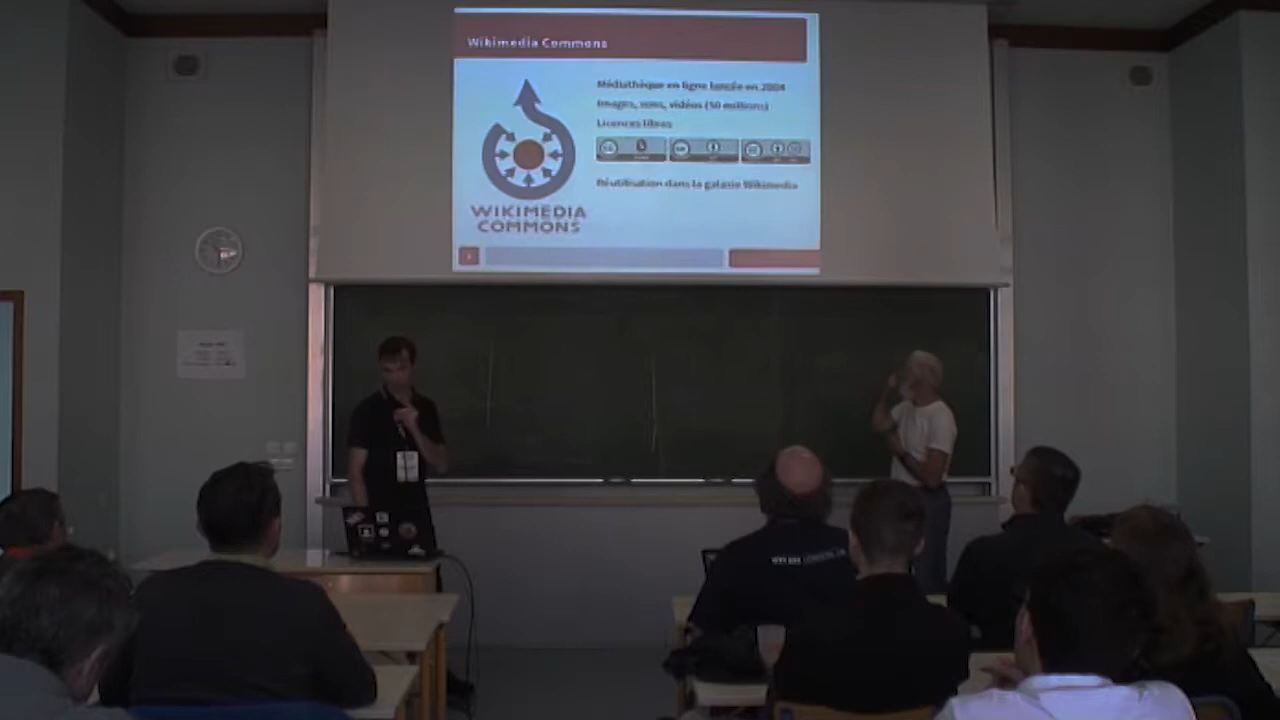 Wikimedia Commons
Médiathèque en ligne lancée en 2004
Images, sons, vidéos (50 millions)
Licences libres
Réutilisation dans la galaxie Wikimedia
WIKIMEDIA
COMMONS